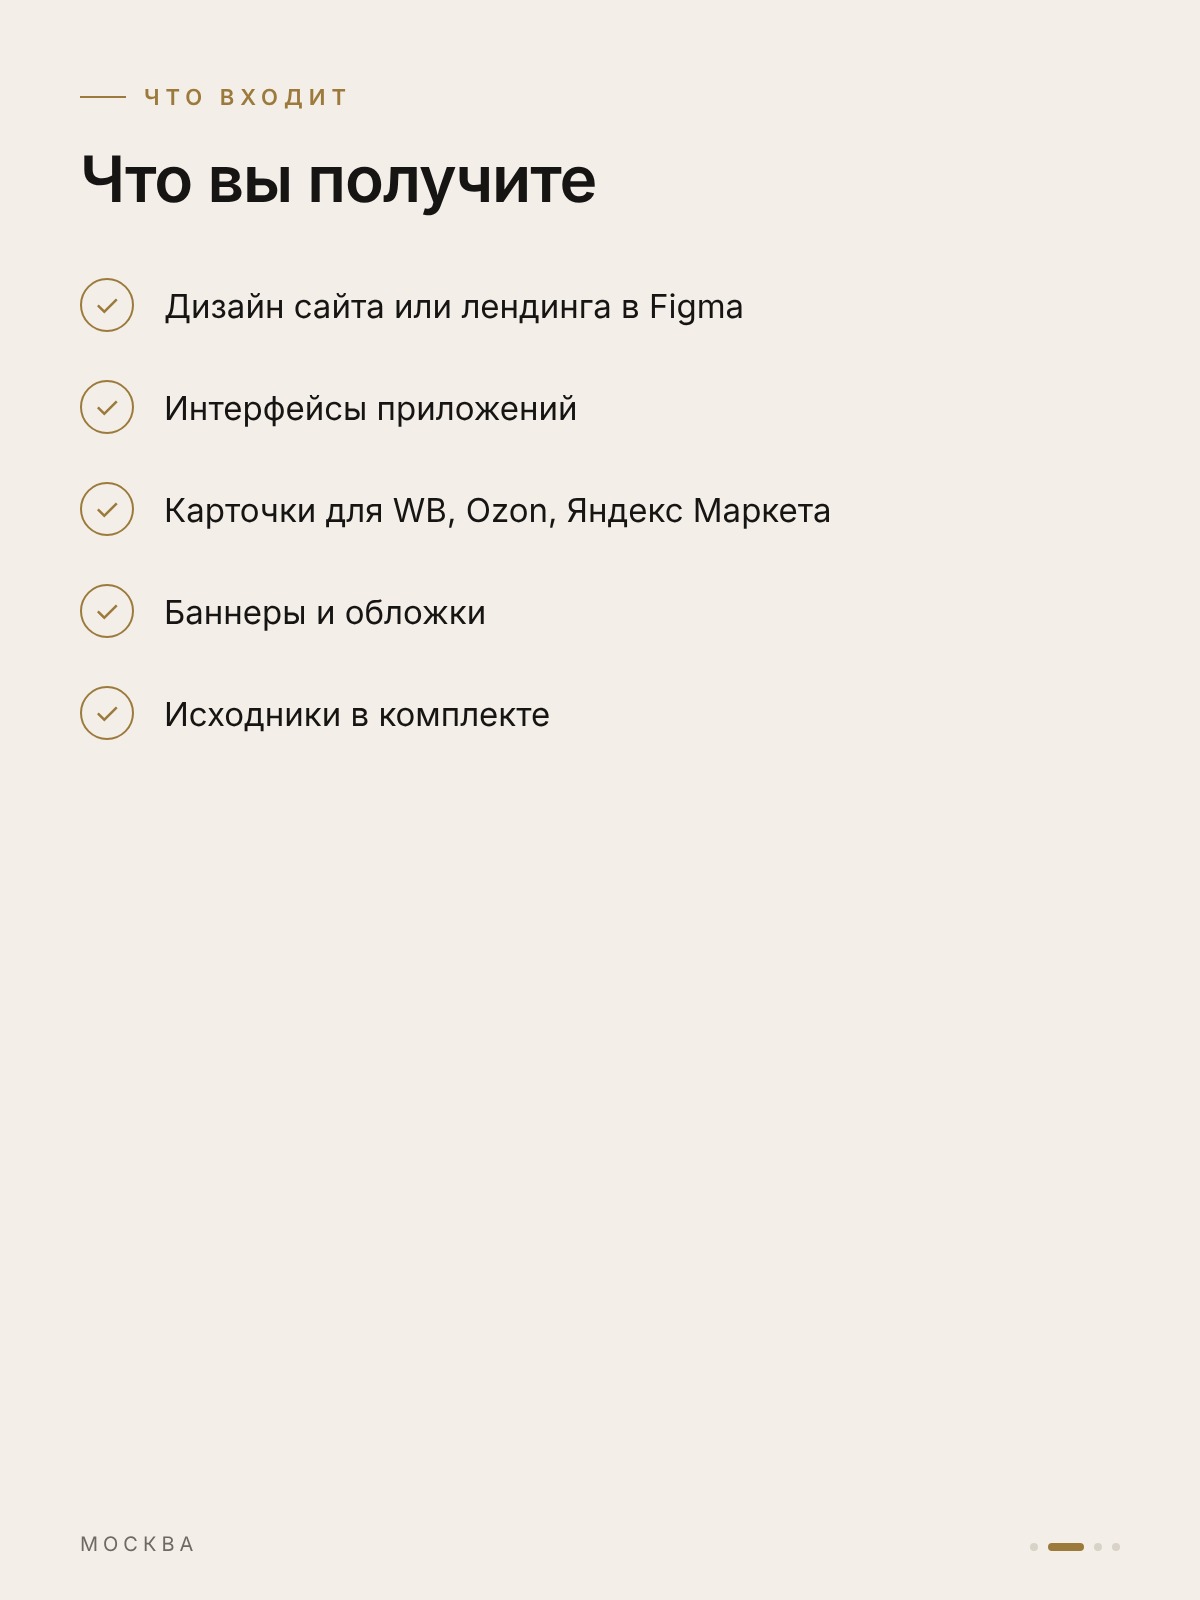 ЧТО ВХОДИТ
Что вы получите
Дизайн сайта или лендинга в Figma
Интерфейсы приложений
Карточки для WB, Ozon, Яндекс Маркета
Баннеры и обложки
Исходники в комплекте
МОСКВА